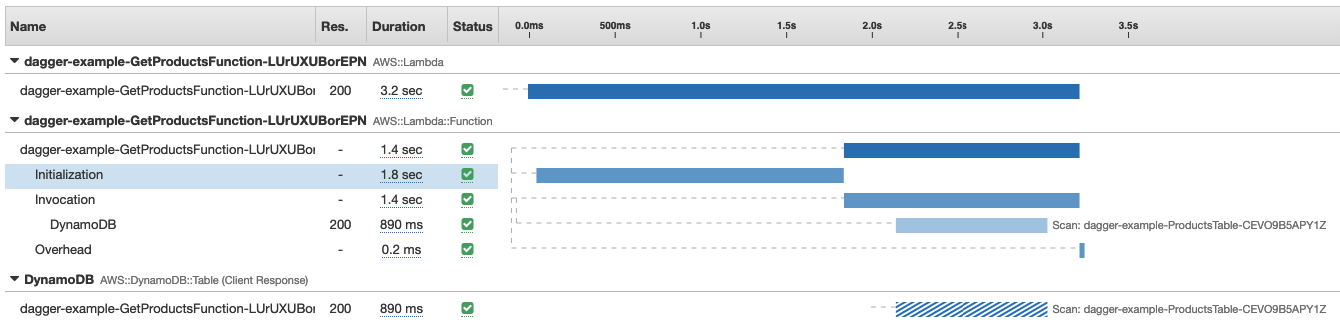 Name Res. Duration Status 0.0ms 500ms 1.0s 1.5s 2.0s 2.5s 3.0s 3.5s
dagger-example-GetProductsFunction-LUrUXUBorEPN AWS::Lambda
dagger-example-GetProductsFunction-LUrUXUBor 200 3.2 sec
dagger-example-GetProductsFunction-LUrUXUBorEPN AWS::Lambda::Function
dagger-example-GetProductsFunction-LUrUXUBor - 1.4 sec
Initialization - 1.8 sec
Invocation - 1.4 sec
DynamoDB 200 890 ms Scan: dagger-example-ProductsTable-CEVO9B5APY1Z
Overhead - 0.2 ms
DynamoDB AWS::DynamoDB::Table (Client Response)
dagger-example-GetProductsFunction-LUrUXUBor 200 890 ms Scan: dagger-example-ProductsTable-CEVO9B5APY1Z